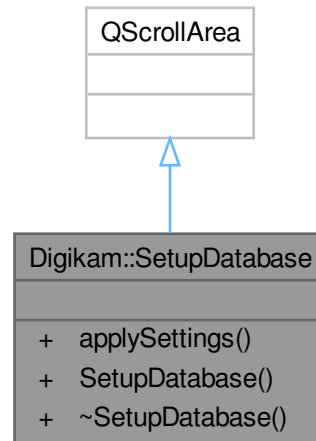 QScrollArea
Digikam::SetupDatabase
+ applySettings()
+ SetupDatabase()
+ ~SetupDatabase()